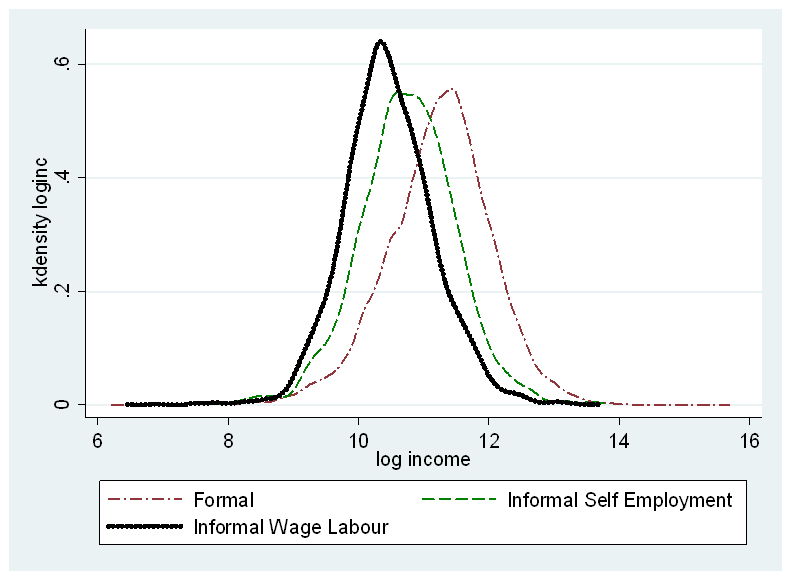 kdensity loginc
.6
.4
.2
0
6 8 10 12 14 16
log income
Formal Informal Self Employment
Informal Wage Labour